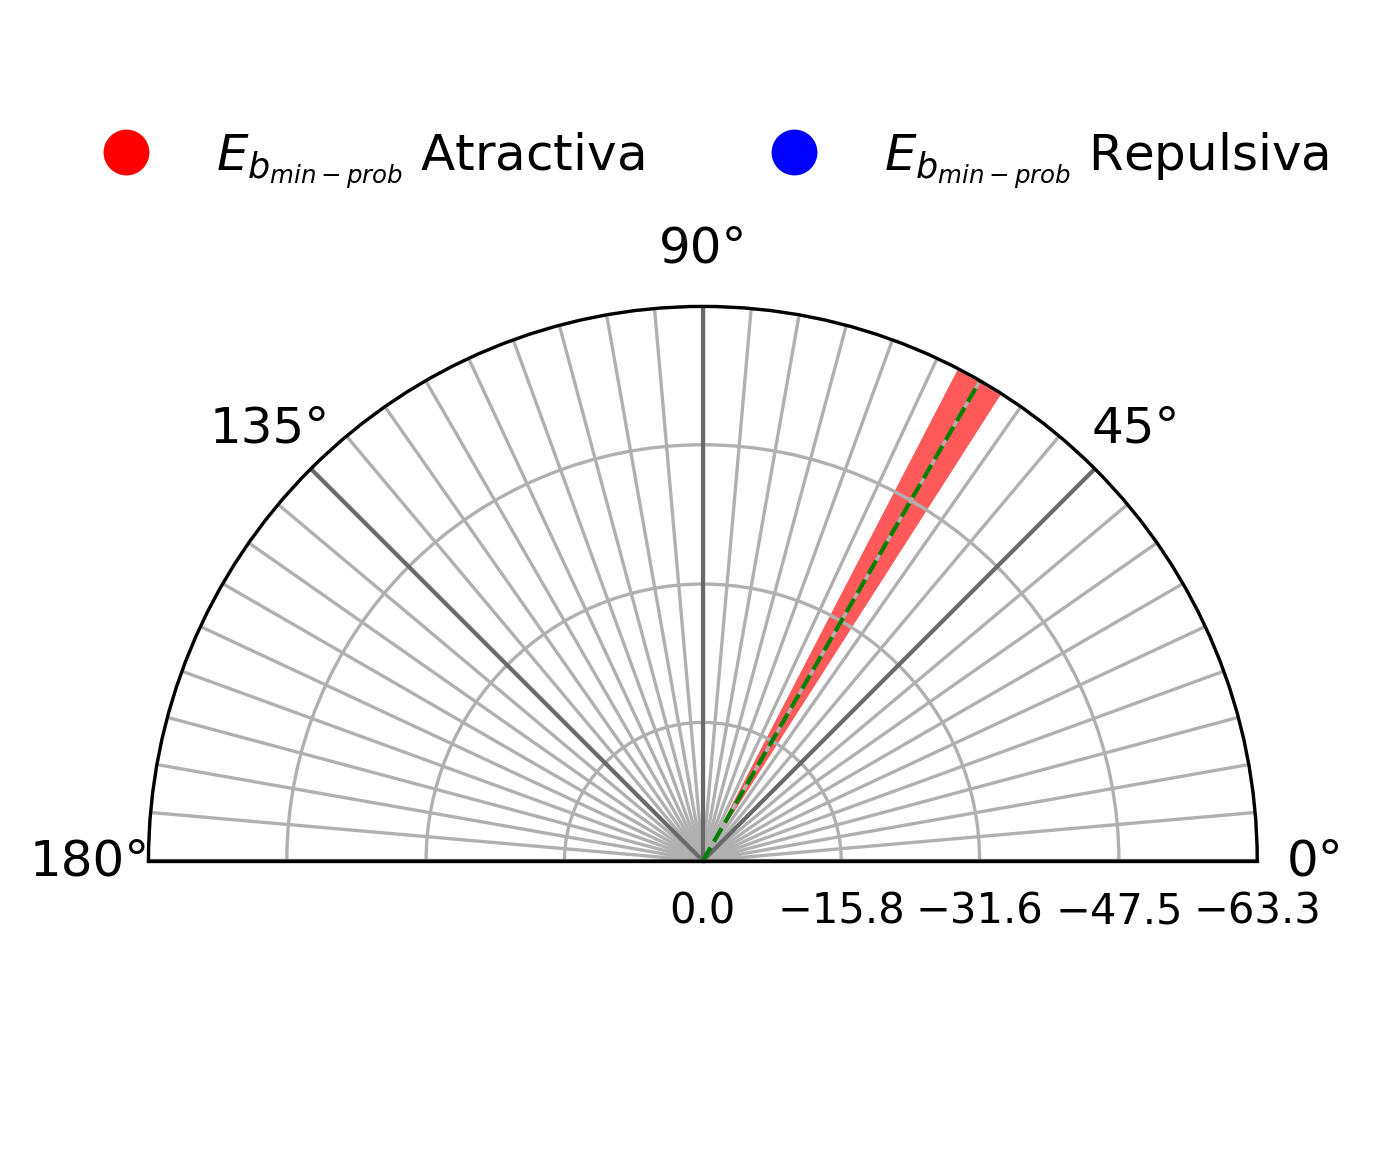 E_{b_{min−prob}} Atractiva E_{b_{min−prob}} Repulsiva
90°
135° 45°
180° 0°
0.0 −15.8 −31.6 −47.5 −63.3